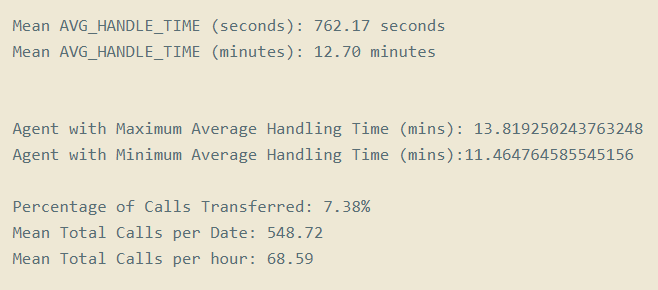 Mean AVG_HANDLE_TIME (seconds): 762.17 seconds
Mean AVG_HANDLE_TIME (minutes): 12.70 minutes
Agent with Maximum Average Handling Time (mins): 13.819250243763248
Agent with Minimum Average Handling Time (mins):11.464764585545156
Percentage of Calls Transferred: 7.38%
Mean Total Calls per Date: 548.72
Mean Total Calls per hour: 68.59